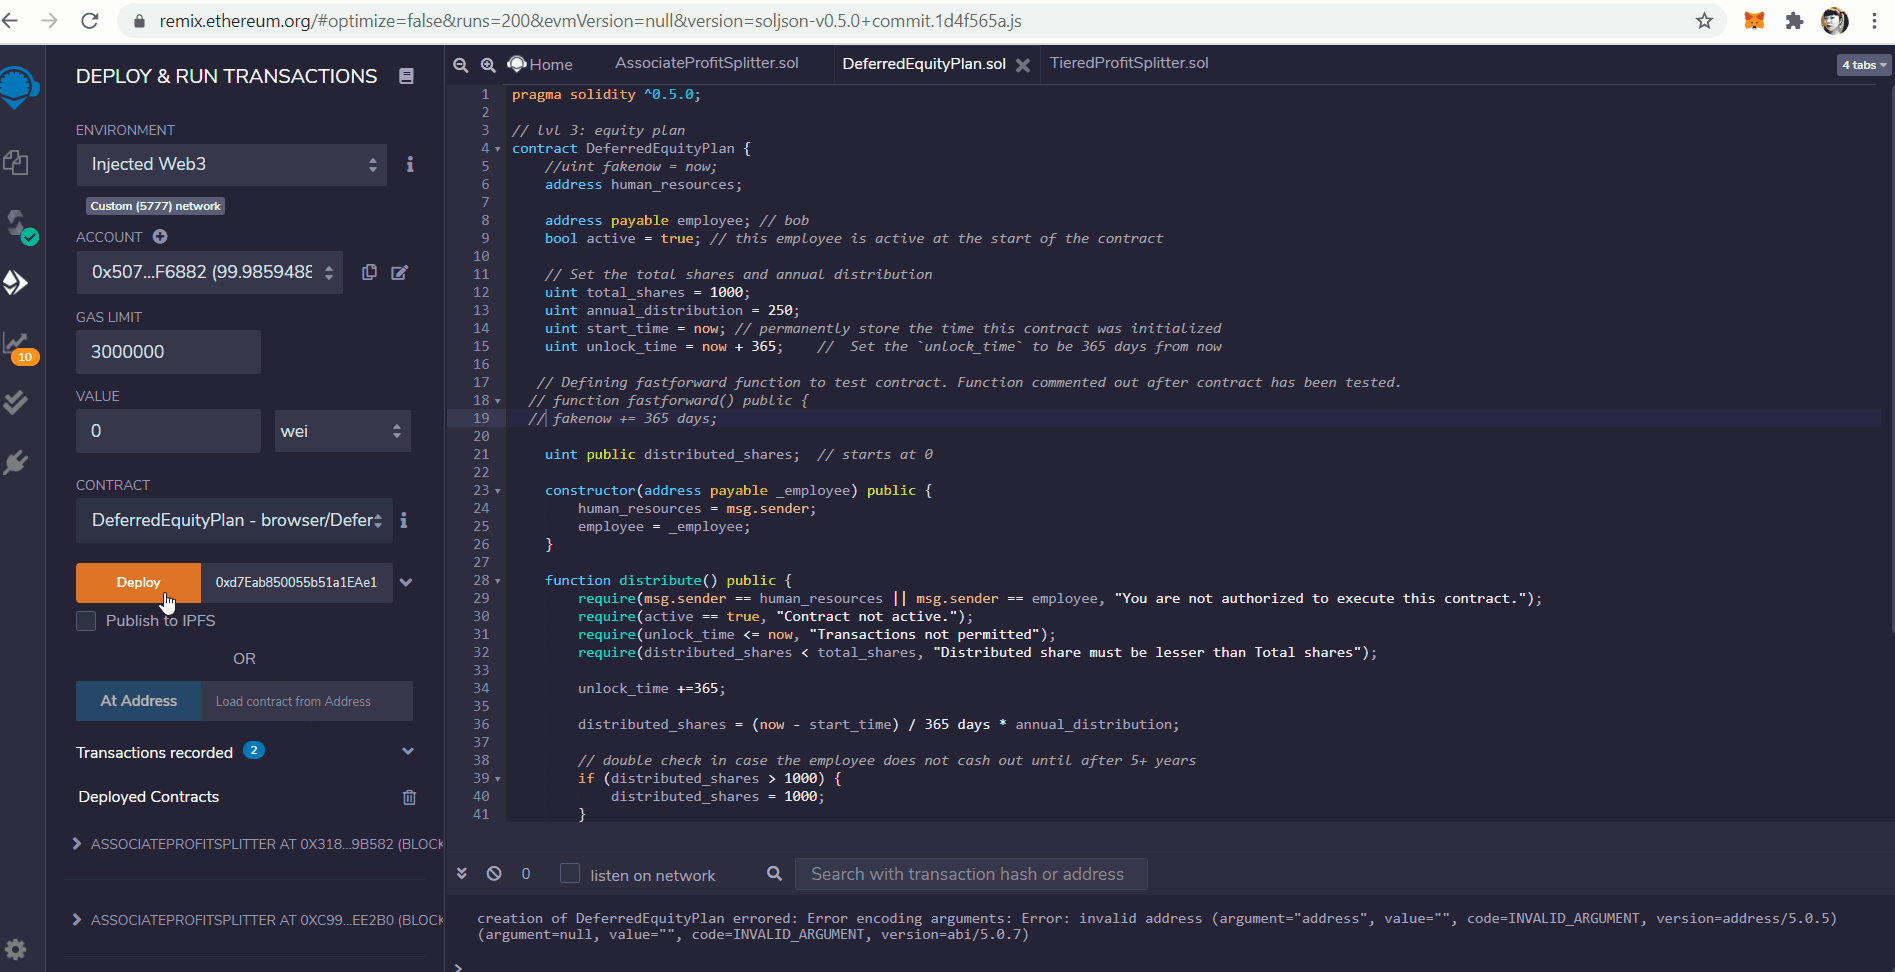 remix.ethereum.org/#optimize=false&runs=200&evmVersion=null&version=soljson-v0.5.0+commit.1d4f565a.js
DEPLOY & RUN TRANSACTIONS
ENVIRONMENT
Injected Web3
Custom (5777) network
ACCOUNT
0x507...F6882 (99.9859488
GAS LIMIT
3000000
VALUE
0
wei
CONTRACT
DeferredEquityPlan - browser/Defer
Deploy
0xd7Eab850055b51a1EAe1
Publish to IPFS
OR
At Address
Load contract from Address
Transactions recorded 2
Deployed Contracts
ASSOCIATEPROFITSPLITTER AT 0X318...9B582 (BLOCK
ASSOCIATEPROFITSPLITTER AT 0XC99...EE2B0 (BLOCK
10
Home
AssociateProfitSplitter.sol
DeferredEquityPlan.sol
TieredProfitSplitter.sol
4 tabs
1 pragma solidity ^0.5.0;
2
3 // lvl 3: equity plan
4 contract DeferredEquityPlan {
5 //uint fakenow = now;
6 address human_resources;
7
8 address payable employee; // bob
9 bool active = true; // this employee is active at the start of the contract
10
11 // Set the total shares and annual distribution
12 uint total_shares = 1000;
13 uint annual_distribution = 250;
14 uint start_time = now; // permanently store the time this contract was initialized
15 uint unlock_time = now + 365; // Set the `unlock_time` to be 365 days from now
16
17 // Defining fastforward function to test contract. Function commented out after contract has been tested.
18 // function fastforward() public {
19 // fakenow += 365 days;
20
21 uint public distributed_shares; // starts at 0
22
23 constructor(address payable _employee) public {
24 human_resources = msg.sender;
25 employee = _employee;
26 }
27
28 function distribute() public {
29 require(msg.sender == human_resources || msg.sender == employee, "You are not authorized to execute this contract.");
30 require(active == true, "Contract not active.");
31 require(unlock_time <= now, "Transactions not permitted");
32 require(distributed_shares < total_shares, "Distributed share must be lesser than Total shares");
33
34 unlock_time +=365;
35
36 distributed_shares = (now - start_time) / 365 days * annual_distribution;
37
38 // double check in case the employee does not cash out until after 5+ years
39 if (distributed_shares > 1000) {
40 distributed_shares = 1000;
41 }
0
listen on network
Search with transaction hash or address
creation of DeferredEquityPlan errored: Error encoding arguments: Error: invalid address (argument="address", value="", code=INVALID_ARGUMENT, version=address/5.0.5)
(argument=null, value="", code=INVALID_ARGUMENT, version=abi/5.0.7)
>